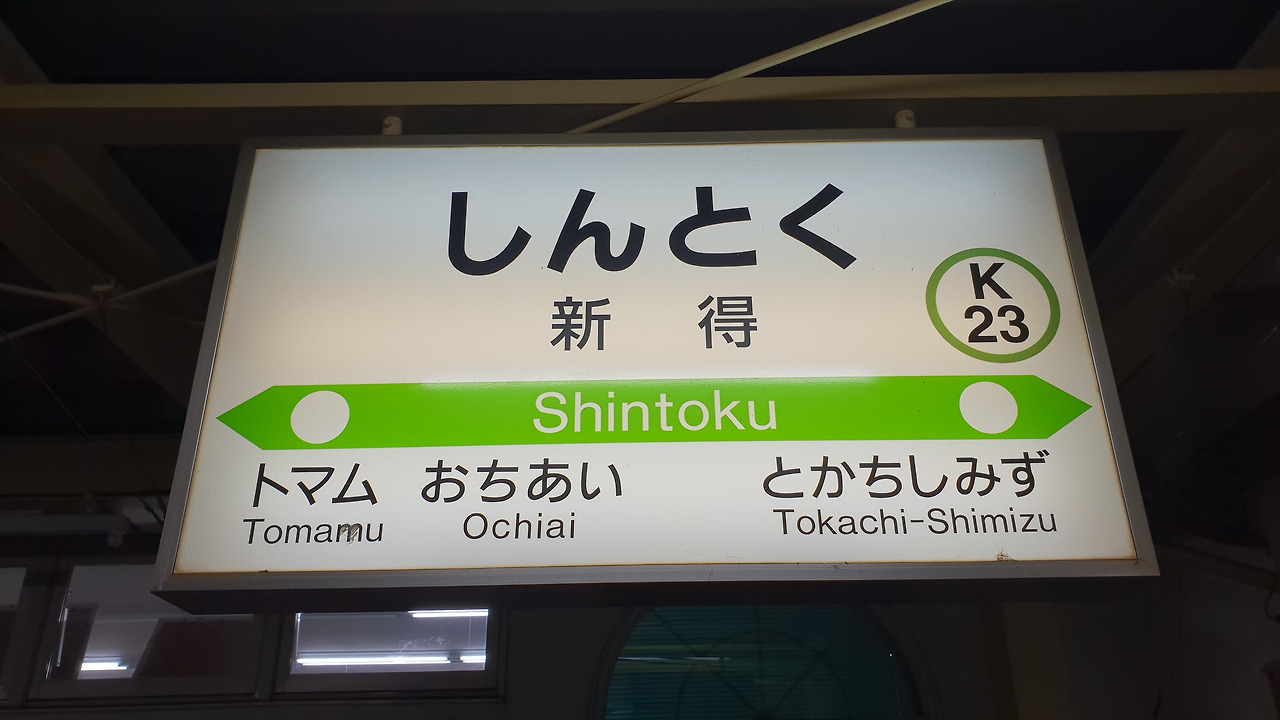 しんとく
新 得
K
23
Shintoku
トマム おちあい とかちしみず
Tomamu Ochiai Tokachi-Shimizu